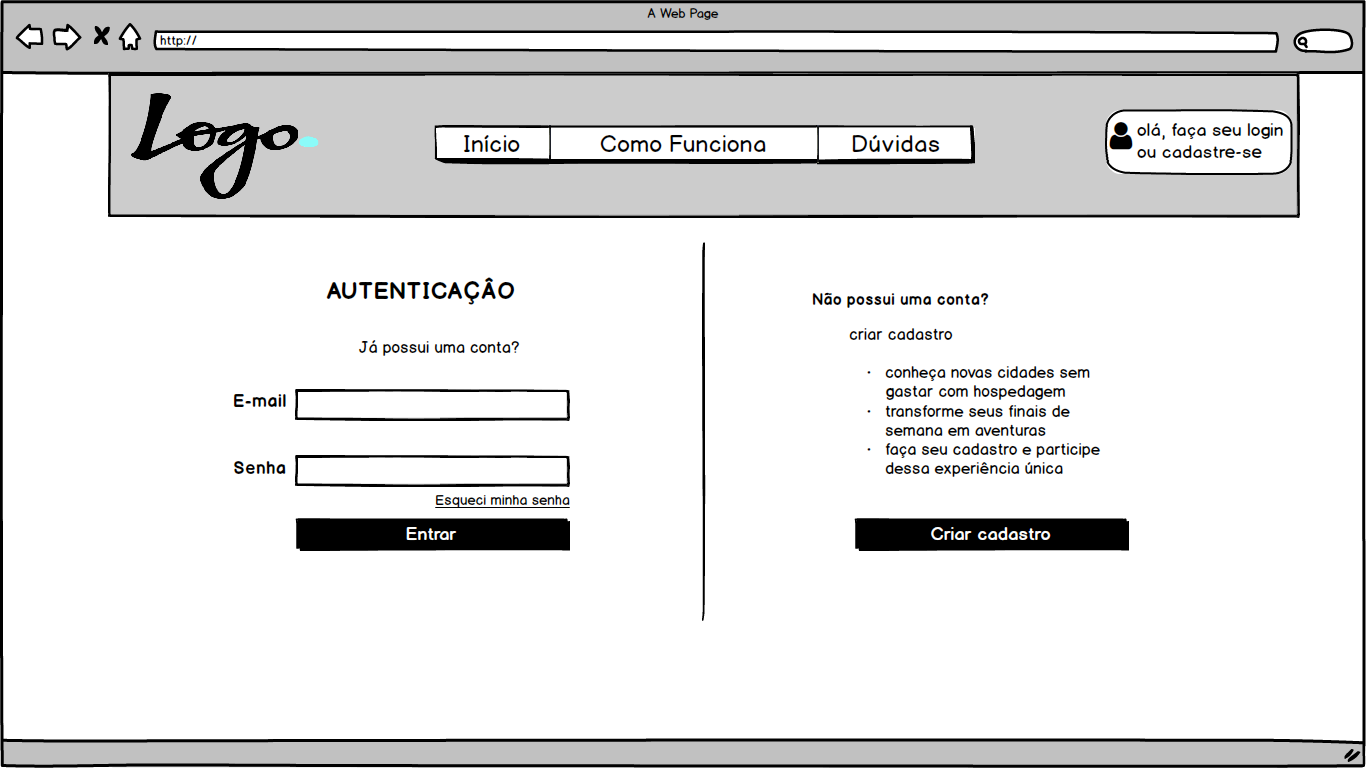 A Web Page
http://
Logo
Início
Como Funciona
Dúvidas
olá, faça seu login
ou cadastre-se
AUTENTICAÇÂO
Já possui uma conta?
E-mail
Senha
Esqueci minha senha
Entrar
Não possui uma conta?
criar cadastro
· conheça novas cidades sem
gastar com hospedagem
· transforme seus finais de
semana em aventuras
· faça seu cadastro e participe
dessa experiência única
Criar cadastro